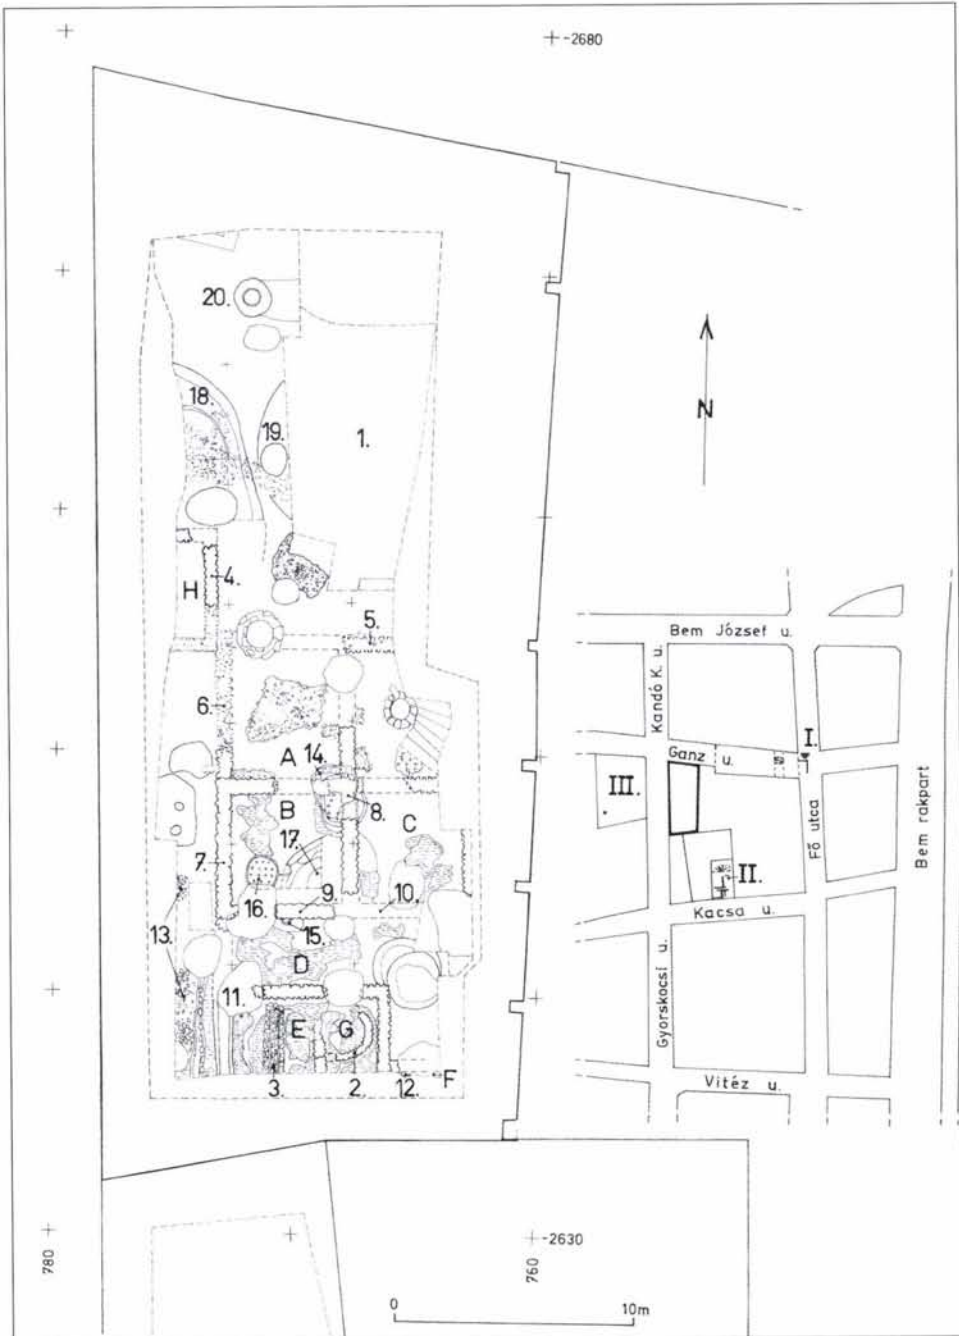 -2680
20.
18.
19.
1.
N
H
4.
5.
6.
A
14.
B
8.
C
7.
17.
16.
9.
10.
15.
13.
D
11.
E
G
3.
2.
12.
F
Bem József u.
Kandó K. u.
Ganz u.
I.
III.
Fő utca
Bem rakpart
II.
Kacsa u.
Gyorskocsi u.
Vitéz u.
780
-2630
760
0
10m